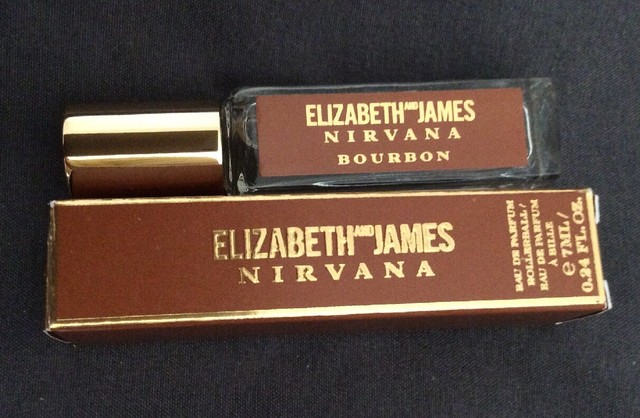 ELIZABETH AND JAMES
NIRVANA
BOURBON
ELIZABETH AND JAMES
NIRVANA
EAU DE PARFUM
ROLLERBALL /
EAU DE PARFUM
À BILLE
℮ 7ML /
0.24 FL. OZ.